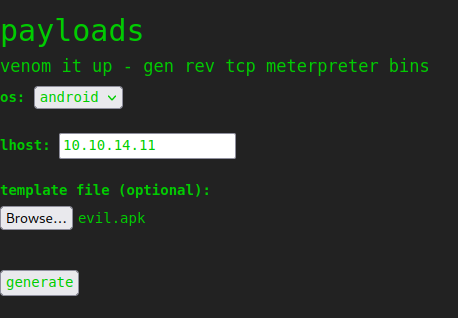 payloads
venom it up - gen rev tcp meterpreter bins
os: android
lhost: 10.10.14.11
template file (optional):
Browse... evil.apk
generate